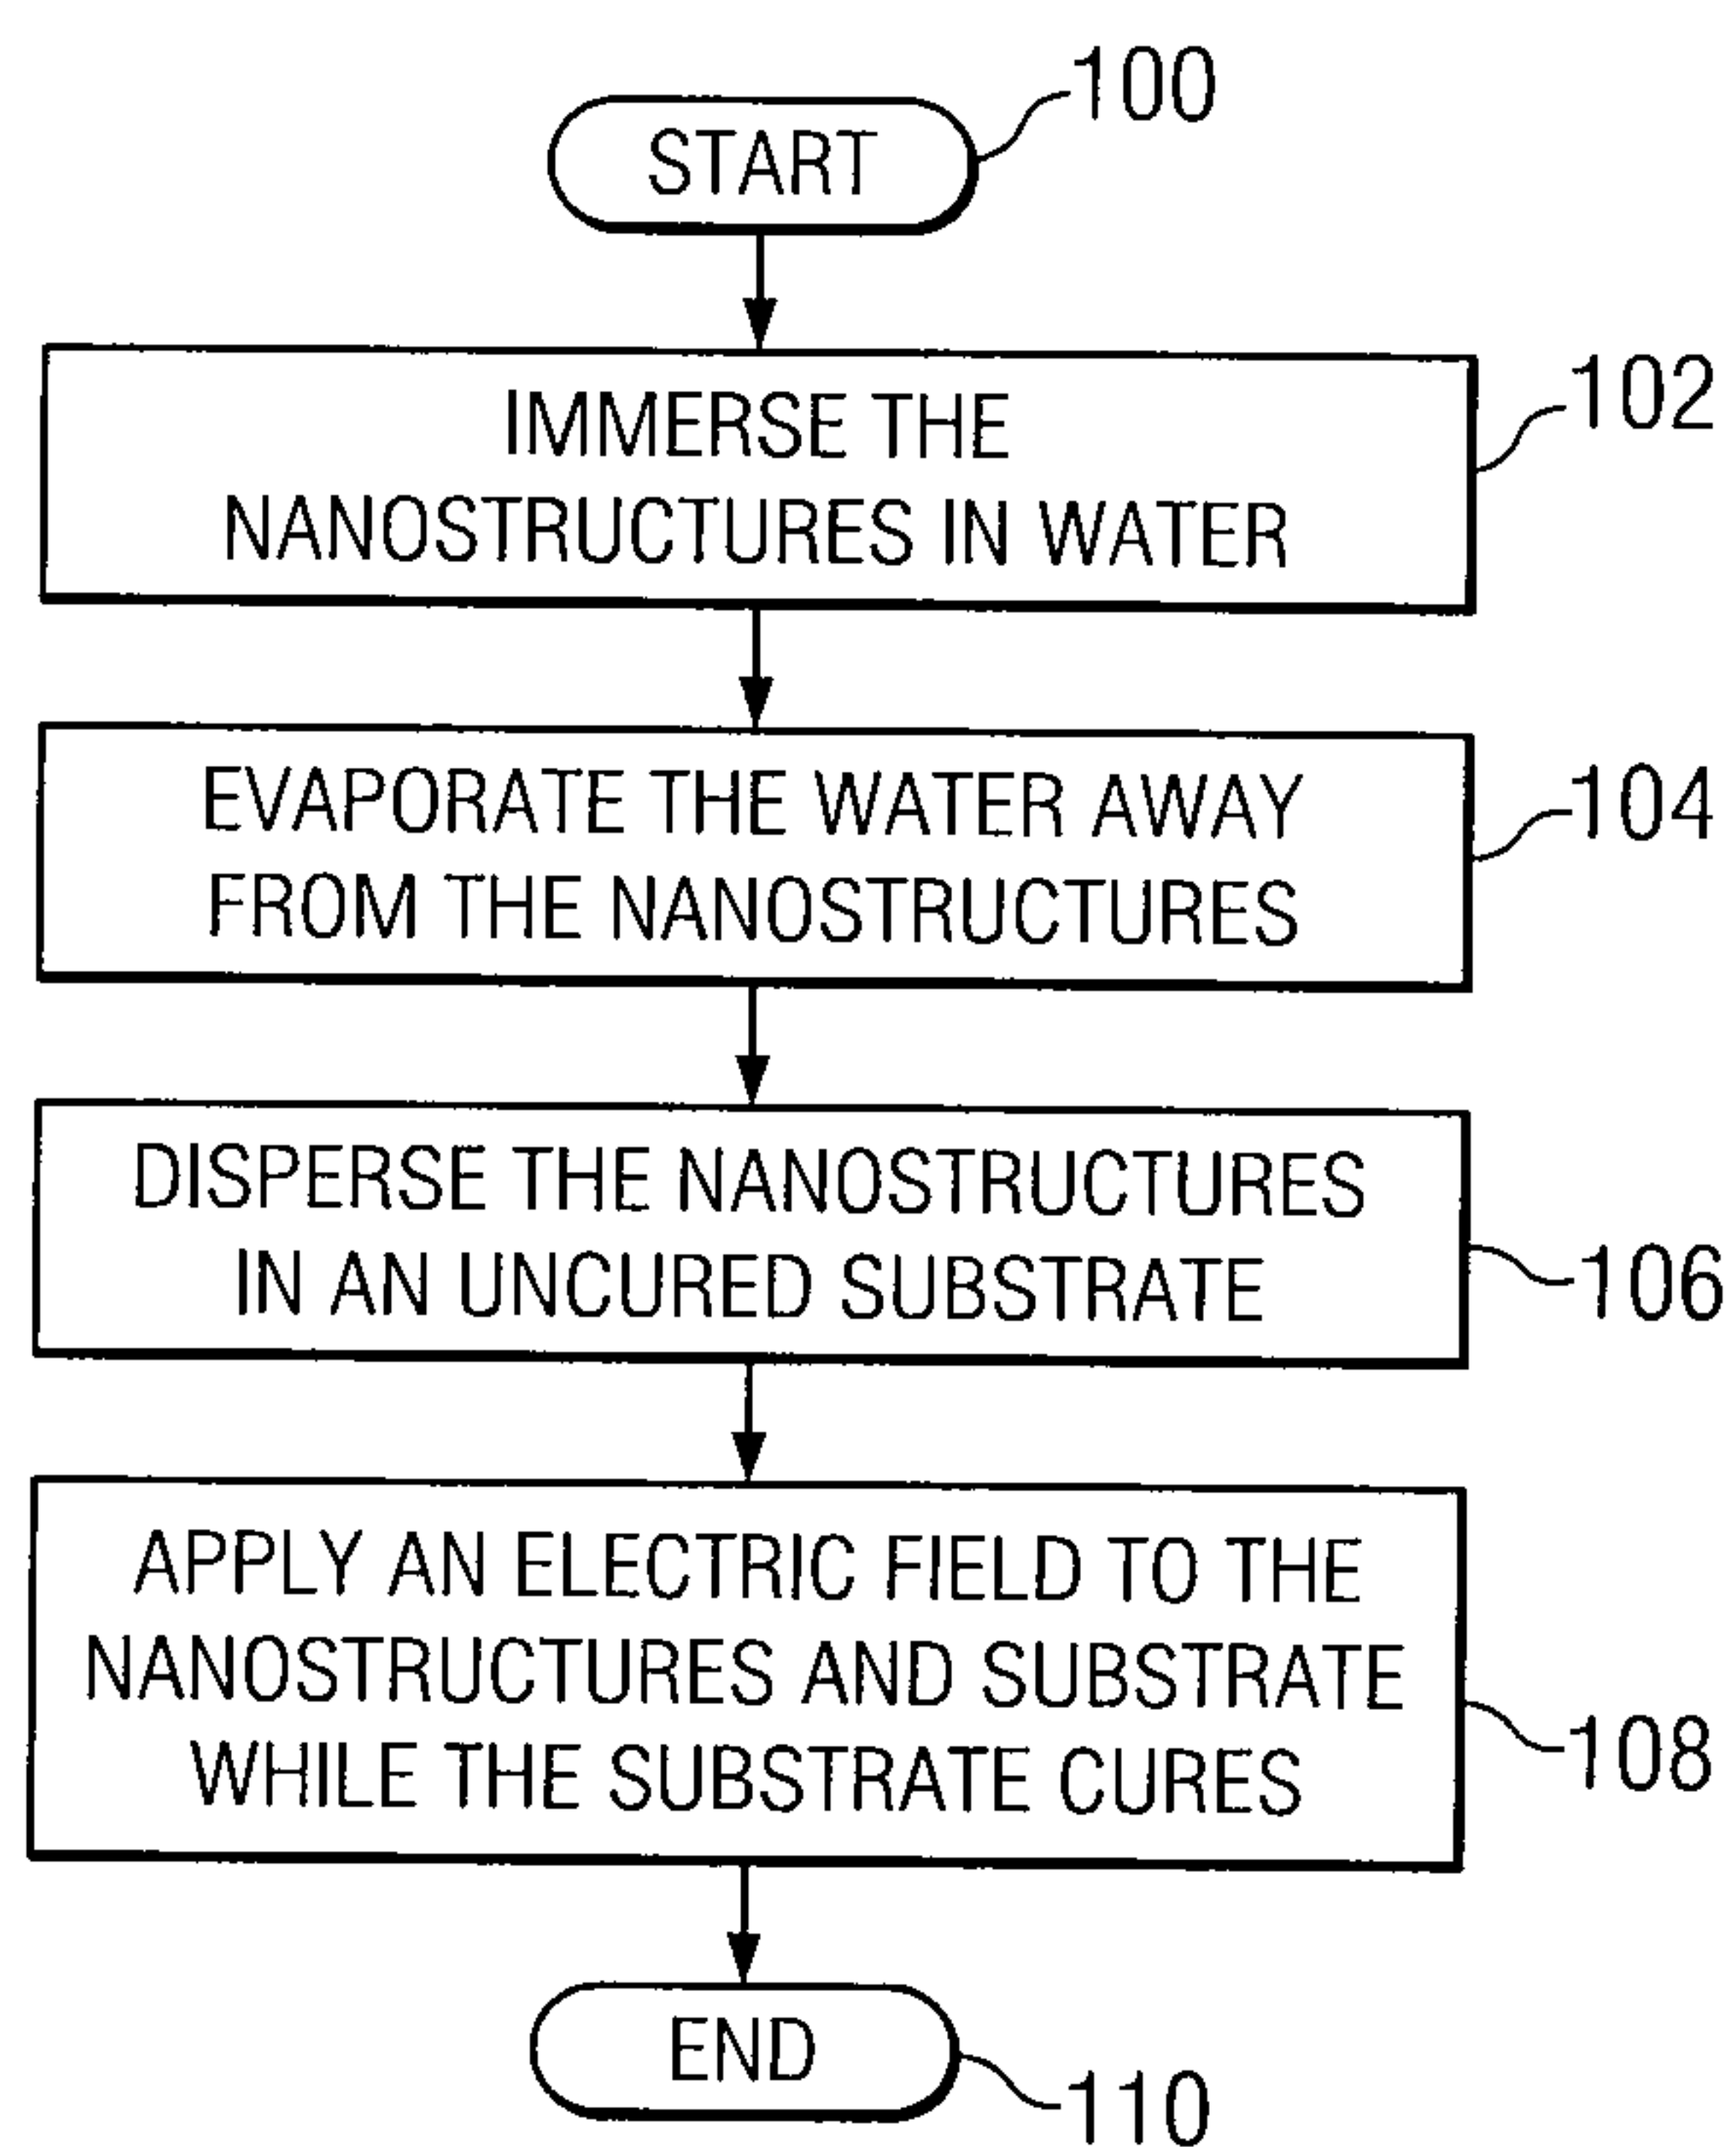 100
START
102
IMMERSE THE
NANOSTRUCTURES IN WATER
104
EVAPORATE THE WATER AWAY
FROM THE NANOSTRUCTURES
DISPERSE THE NANOSTRUCTURES
IN AN UNCURED SUBSTRATE
106
APPLY AN ELECTRIC FIELD TO THE
NANOSTRUCTURES AND SUBSTRATE
WHILE THE SUBSTRATE CURES
108
END
110